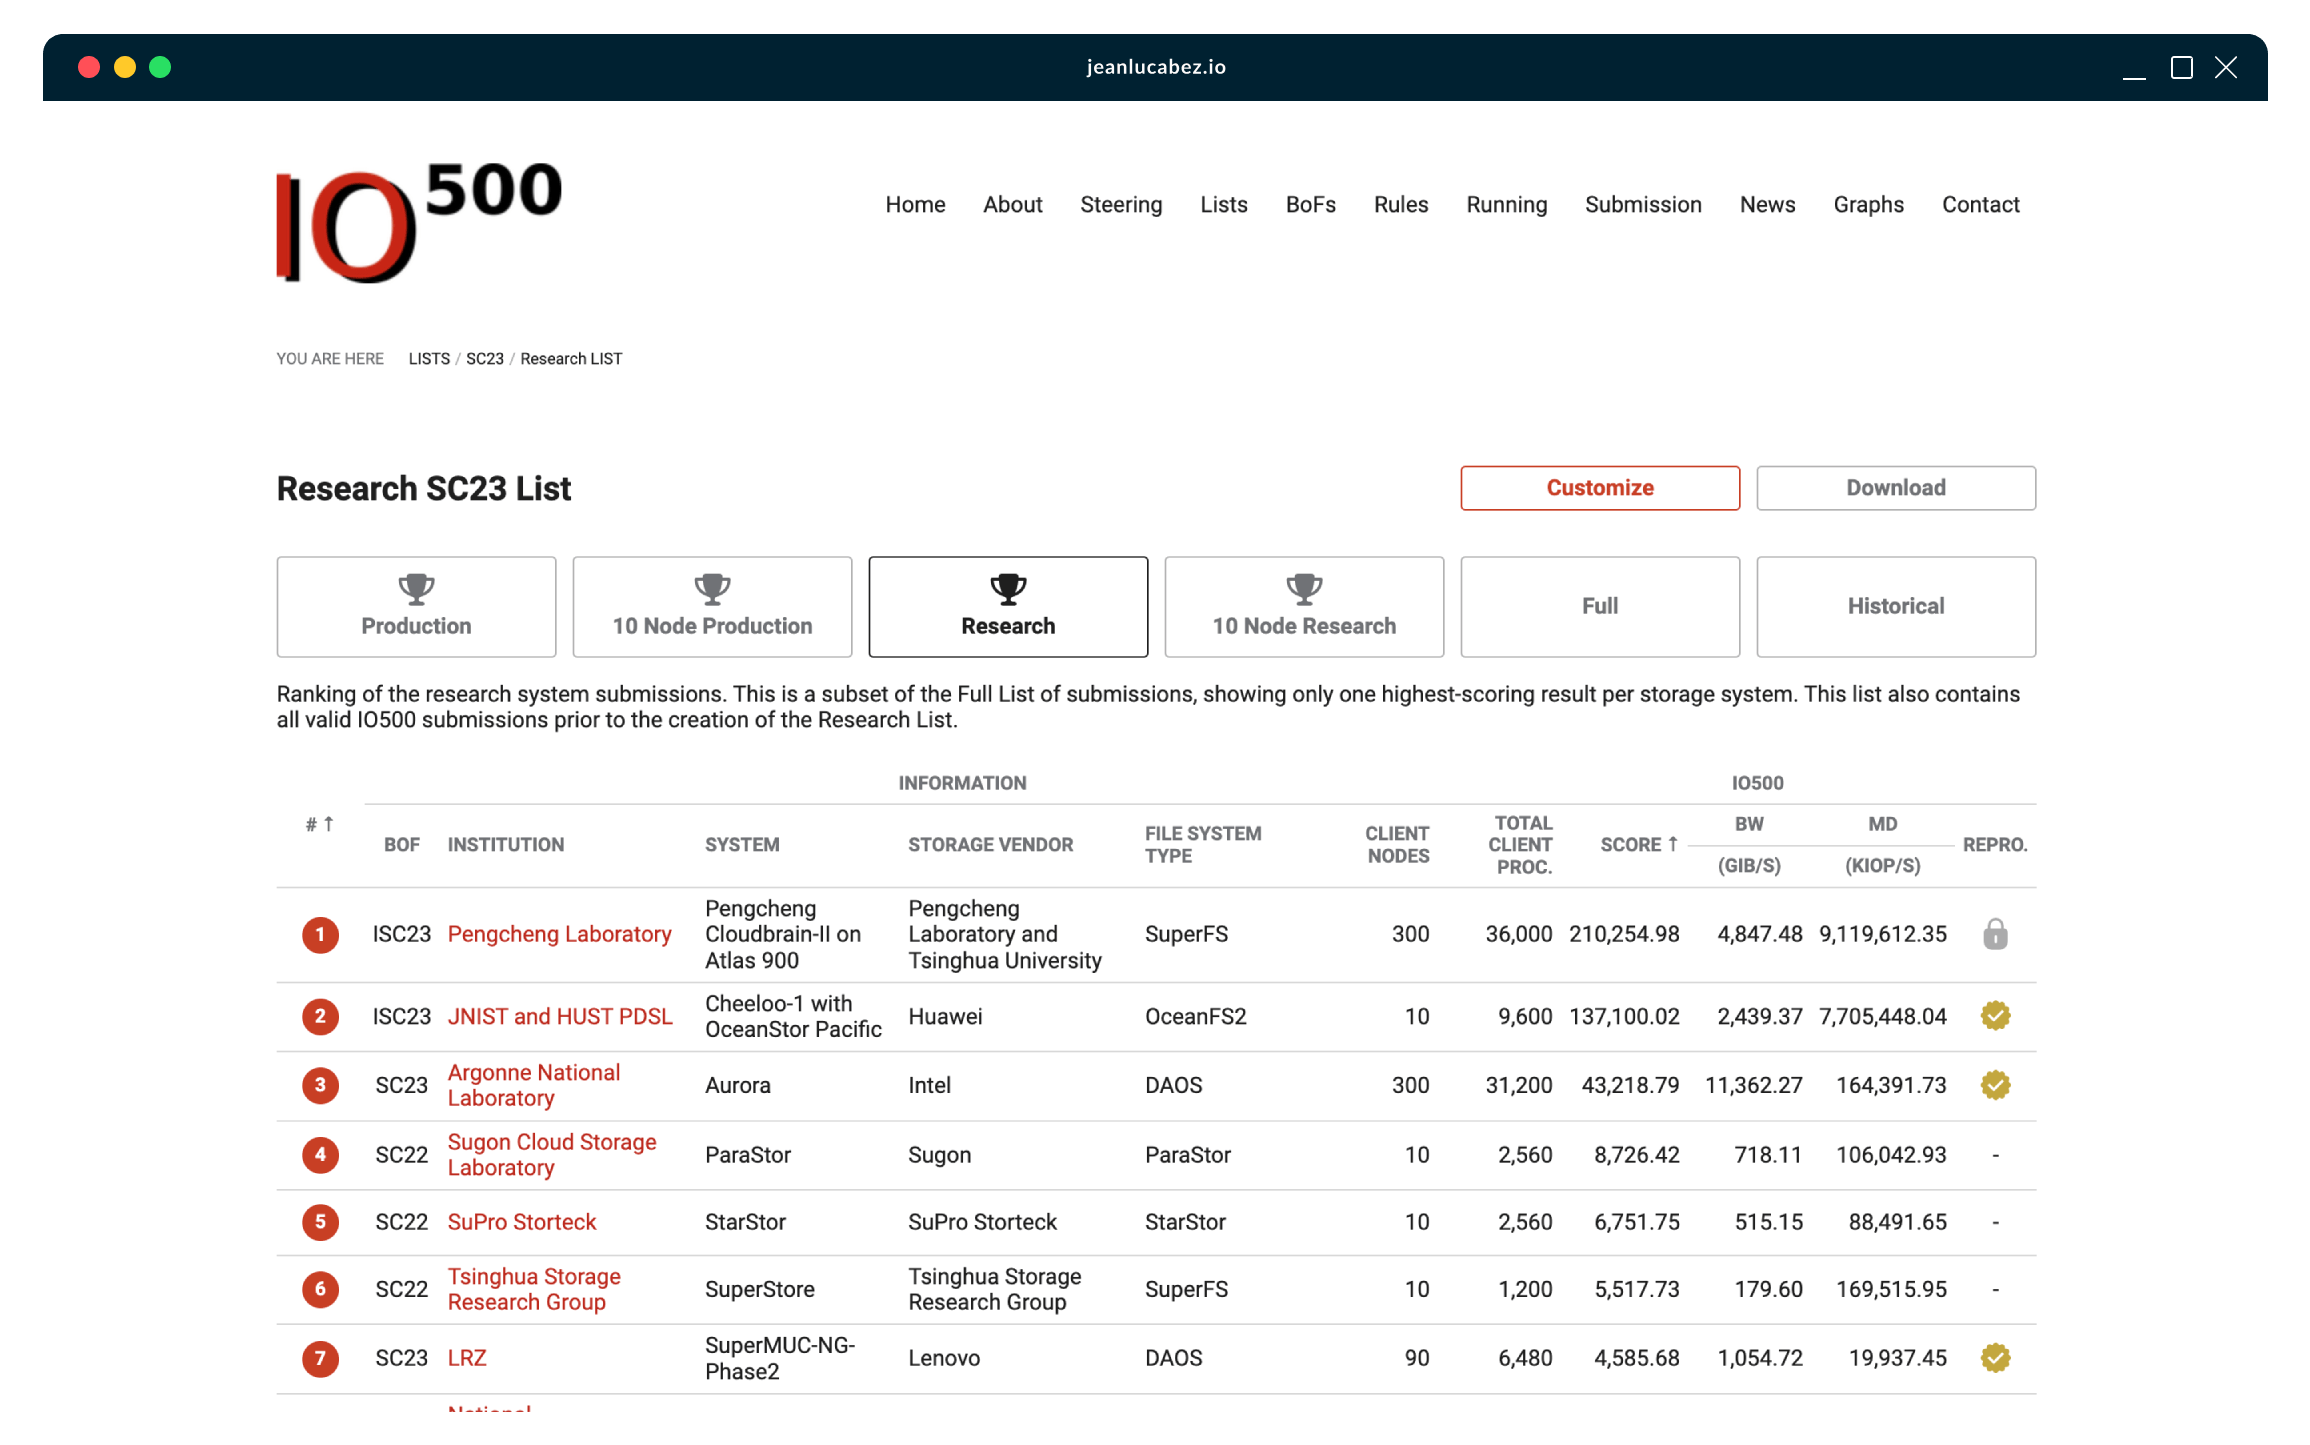 jeanlucabez.io
IO500
Home About Steering Lists BoFs Rules Running Submission News Graphs Contact
YOU ARE HERE LISTS / SC23 / Research LIST
Research SC23 List
Customize Download
Production 10 Node Production Research 10 Node Research Full Historical
Ranking of the research system submissions. This is a subset of the Full List of submissions, showing only one highest-scoring result per storage system. This list also contains
all valid IO500 submissions prior to the creation of the Research List.
INFORMATION IO500
# ↑ BOF INSTITUTION SYSTEM STORAGE VENDOR FILE SYSTEM TYPE CLIENT NODES TOTAL CLIENT PROC. SCORE ↑ BW (GIB/S) MD (KIOP/S) REPRO.
1 ISC23 Pengcheng Laboratory Pengcheng Cloudbrain-II on Atlas 900 Pengcheng Laboratory and Tsinghua University SuperFS 300 36,000 210,254.98 4,847.48 9,119,612.35
2 ISC23 JNIST and HUST PDSL Cheeloo-1 with OceanStor Pacific Huawei OceanFS2 10 9,600 137,100.02 2,439.37 7,705,448.04
3 SC23 Argonne National Laboratory Aurora Intel DAOS 300 31,200 43,218.79 11,362.27 164,391.73
4 SC22 Sugon Cloud Storage Laboratory ParaStor Sugon ParaStor 10 2,560 8,726.42 718.11 106,042.93 -
5 SC22 SuPro Storteck StarStor SuPro Storteck StarStor 10 2,560 6,751.75 515.15 88,491.65 -
6 SC22 Tsinghua Storage Research Group SuperStore Tsinghua Storage Research Group SuperFS 10 1,200 5,517.73 179.60 169,515.95 -
7 SC23 LRZ SuperMUC-NG-Phase2 Lenovo DAOS 90 6,480 4,585.68 1,054.72 19,937.45